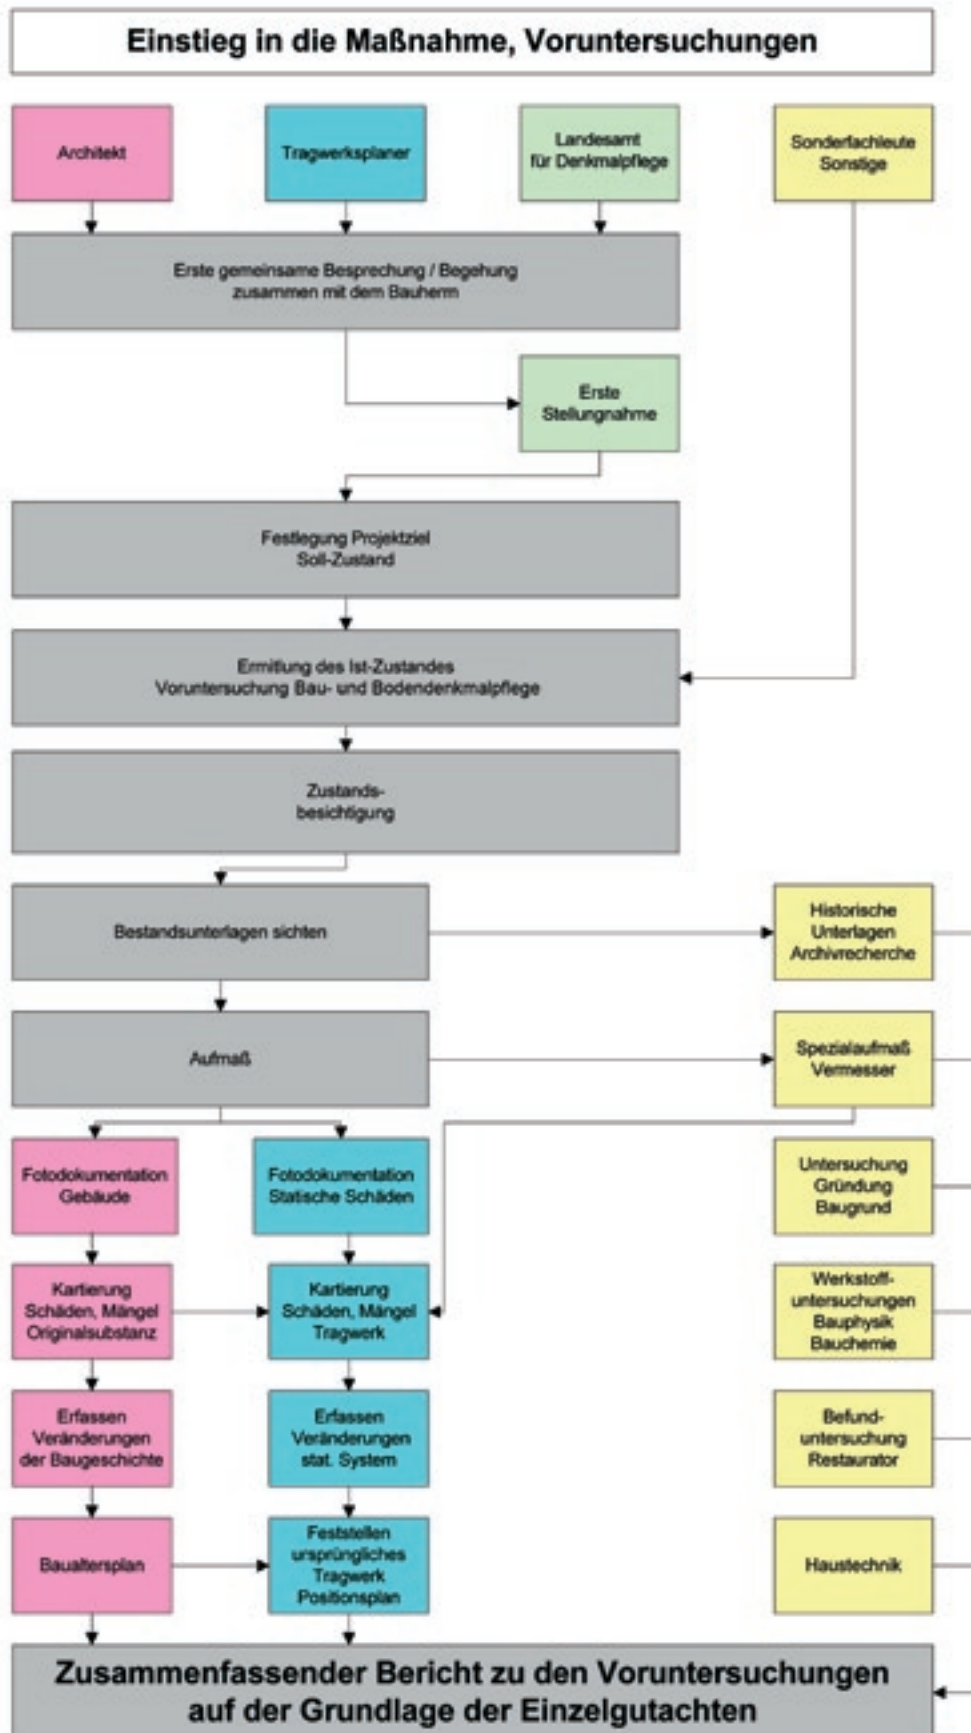 Einstieg in die Maßnahme, Voruntersuchungen
Architekt
Tragwerksplaner
Landesamt
für Denkmalpflege
Sonderfachleute
Sonstige
Erste gemeinsame Besprechung / Begehung
zusammen mit dem Bauherrn
Erste
Stellungnahme
Festlegung Projektziel
Soll-Zustand
Ermitlung des Ist-Zustandes
Voruntersuchung Bau- und Bodendenkmalpflege
Zustands-
besichtigung
Bestandsunterlagen sichten
Historische
Unterlagen
Archivrecherche
Aufmaß
Spezialaufmaß
Vermesser
Fotodokumentation
Gebäude
Fotodokumentation
Statische Schäden
Untersuchung
Gründung
Baugrund
Kartierung
Schäden, Mängel
Originalsubstanz
Kartierung
Schäden, Mängel
Tragwerk
Werkstoff-
untersuchungen
Bauphysik
Bauchemie
Erfassen
Veränderungen
der Baugeschichte
Erfassen
Veränderungen
stat. System
Befund-
untersuchung
Restaurator
Baualtersplan
Feststellen
ursprüngliches
Tragwerk
Positionsplan
Haustechnik
Zusammenfassender Bericht zu den Voruntersuchungen
auf der Grundlage der Einzelgutachten